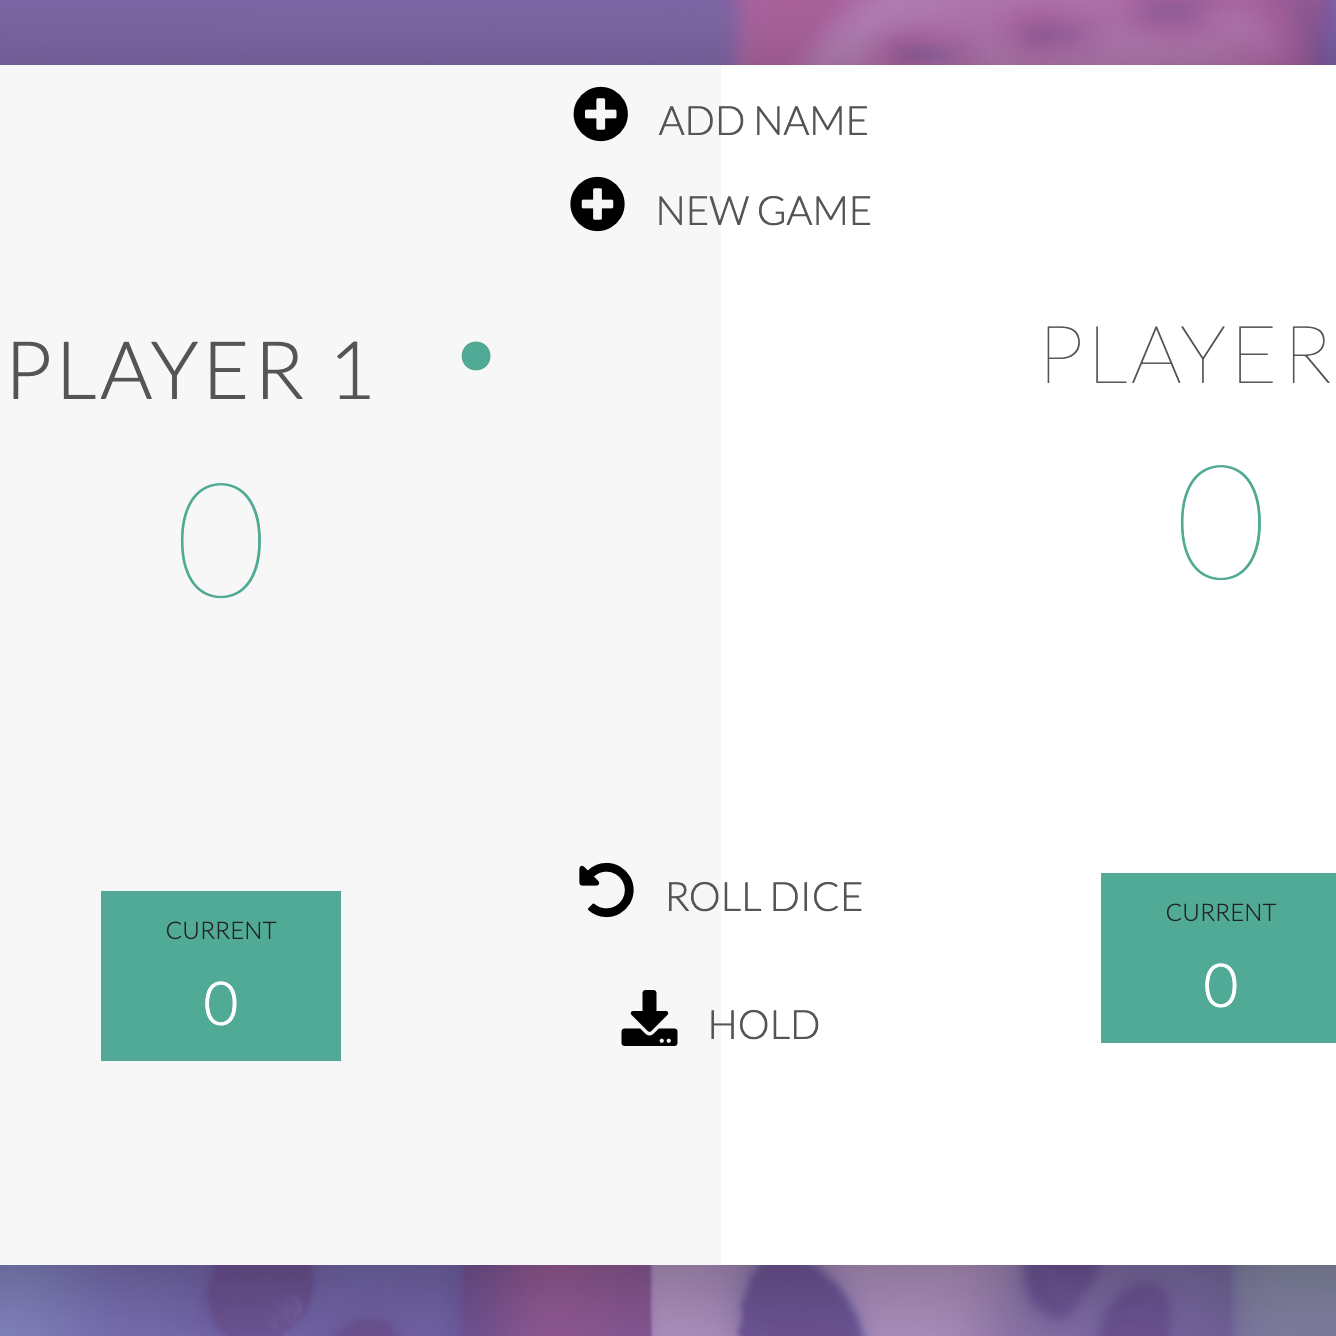 ADD NAME
NEW GAME
PLAYER 1
0
PLAYER
0
CURRENT
0
ROLL DICE
HOLD
CURRENT
0